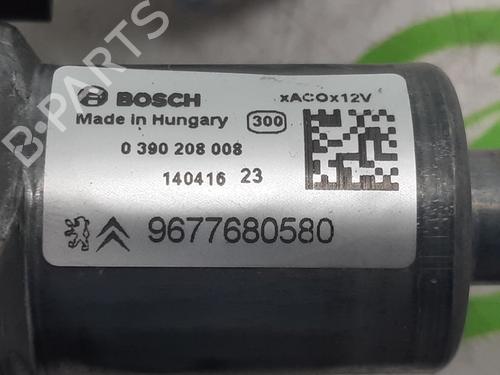 BOSCH
xACOx12V
Made in Hungary
300
0 390 208 008
140416 23
9677680580
B-PARTS